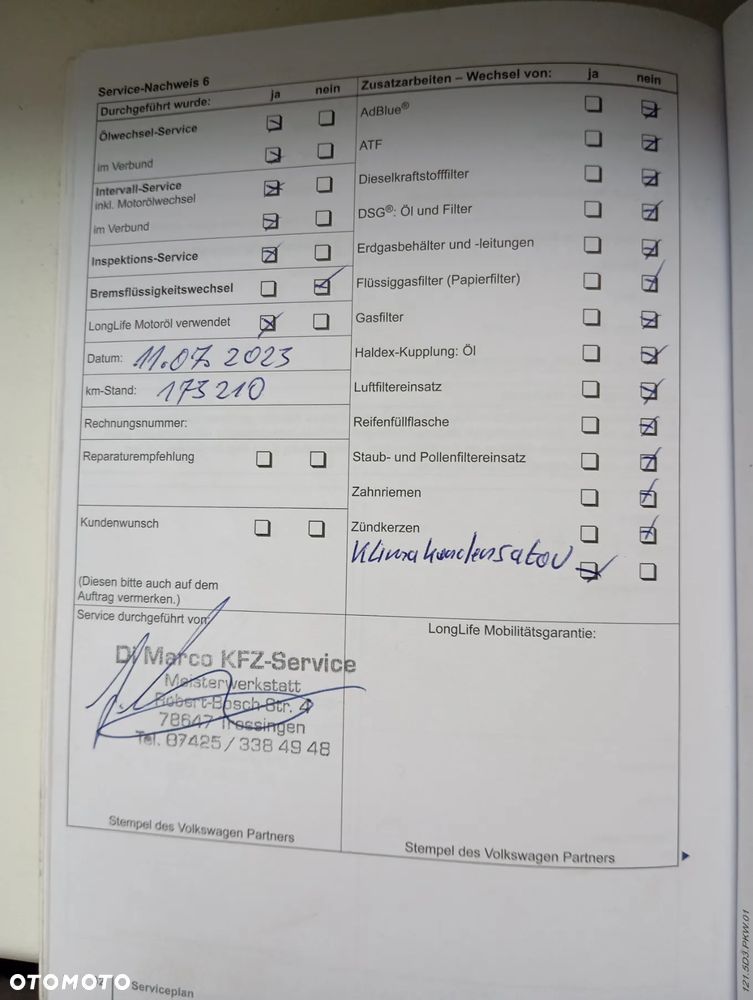 Service-Nachweis 6
Durchgeführt wurde: ja nein
Ölwechsel-Service
im Verbund
Intervall-Service
inkl. Motorölwechsel
im Verbund
Inspektions-Service
Bremsflüssigkeitswechsel
LongLife Motoröl verwendet
Datum: 11.07.2023
km-Stand: 173210
Rechnungsnummer:
Reparaturempfehlung
Kundenwunsch
(Diesen bitte auch auf dem
Auftrag vermerken.)
Zusatzarbeiten – Wechsel von: ja nein
AdBlue®
ATF
Dieselkraftstofffilter
DSG®: Öl und Filter
Erdgasbehälter und -leitungen
Flüssiggasfilter (Papierfilter)
Gasfilter
Haldex-Kupplung: Öl
Luftfiltereinsatz
Reifenfüllflasche
Staub- und Pollenfiltereinsatz
Zahnriemen
Zündkerzen
Klimakondensator
Service durchgeführt von:
Di Marco KFZ-Service
Meisterwerkstatt
Robert-Bosch-Str. 4
78647 Trossingen
Tel. 07425 / 338 49 48
Stempel des Volkswagen Partners
LongLife Mobilitätsgarantie:
Stempel des Volkswagen Partners
Serviceplan
121.5D3.PKW.01
OTOMOTO